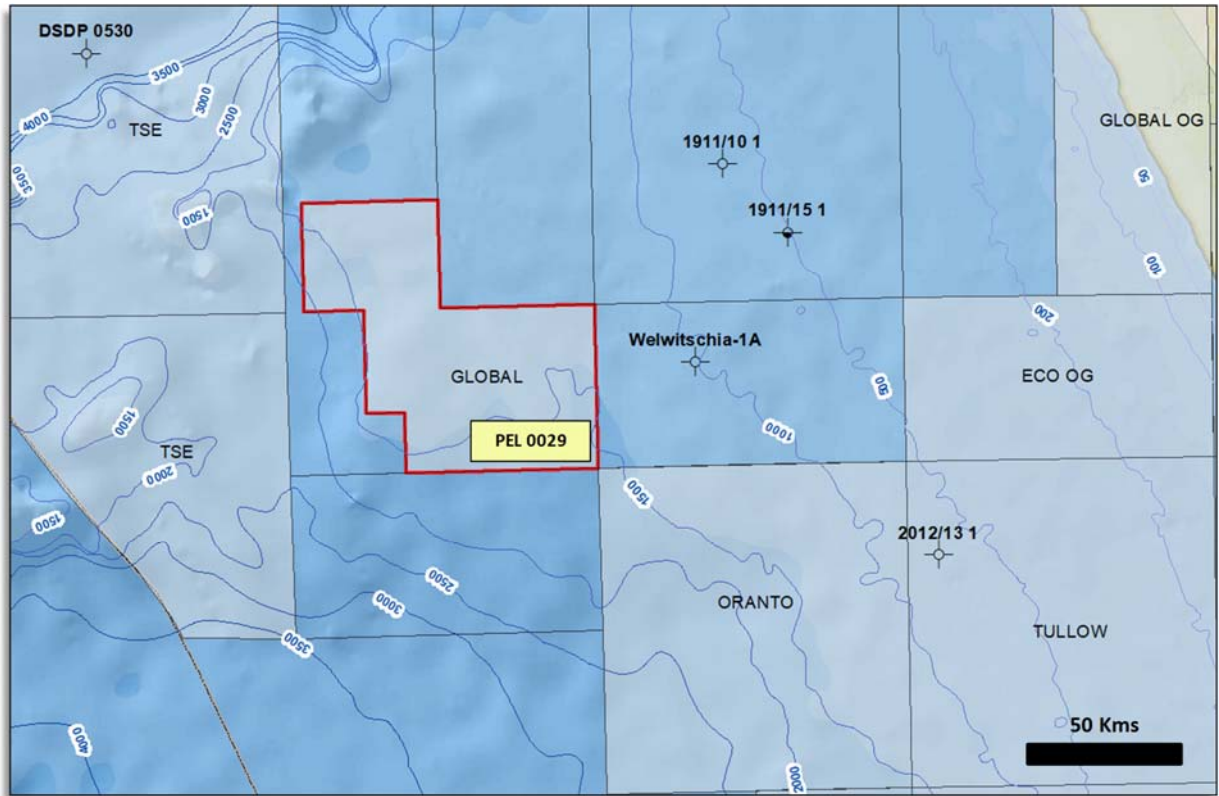 DSDP 0530
3500
3000
2500
4000
TSE
3500
1500
1911/10 1
1911/15 1
GLOBAL OG
50
100
200
Welwitschia-1A
GLOBAL
500
ECO OG
PEL 0029
1000
1500
TSE
2000
1500
1500
2012/13 1
2500
3000
ORANTO
TULLOW
3500
4000
2000
50 Kms